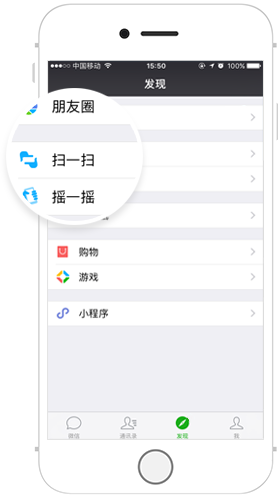 中国移动 15:50 100%
发现
朋友圈
扫一扫
摇一摇
购物
游戏
小程序
微信 通讯录 发现 我